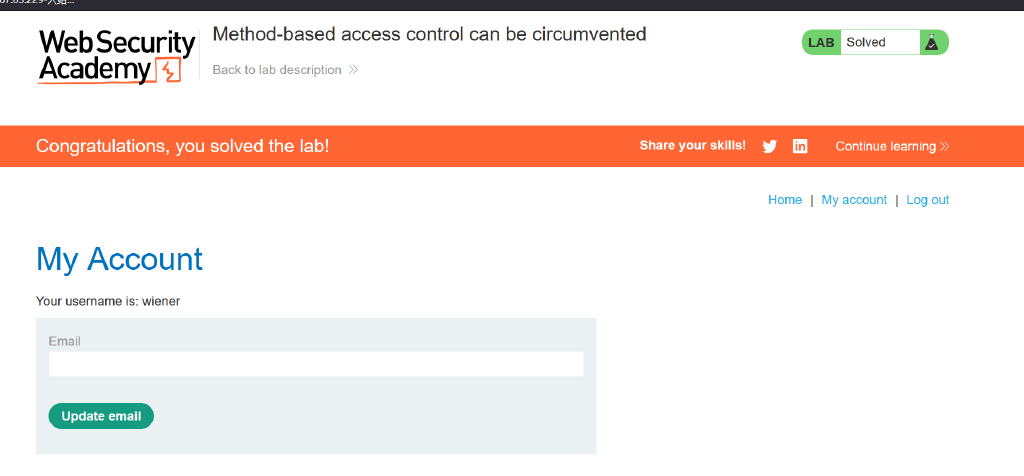 Web Security
Academy
Method-based access control can be circumvented
Back to lab description
LAB Solved
Congratulations, you solved the lab!
Share your skills!
Continue learning
Home | My account | Log out
My Account
Your username is: wiener
Email
Update email